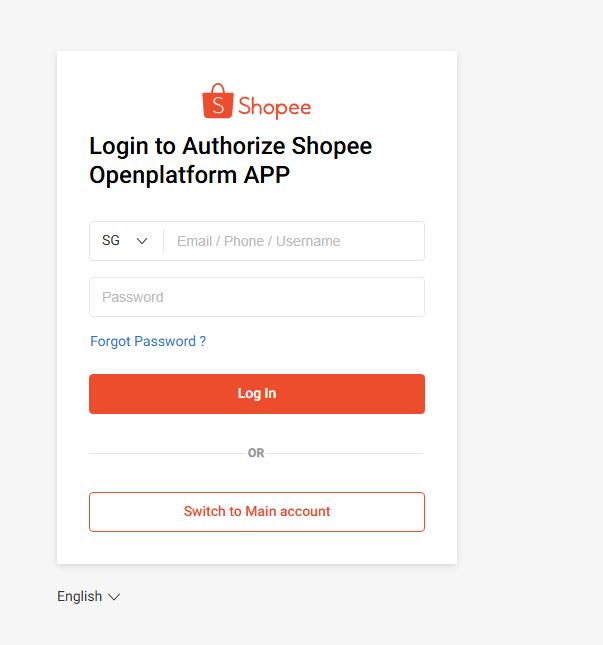 S Shopee
Login to Authorize Shopee
Openplatform APP
SG Email / Phone / Username
Password
Forgot Password ?
Log In
OR
Switch to Main account
English